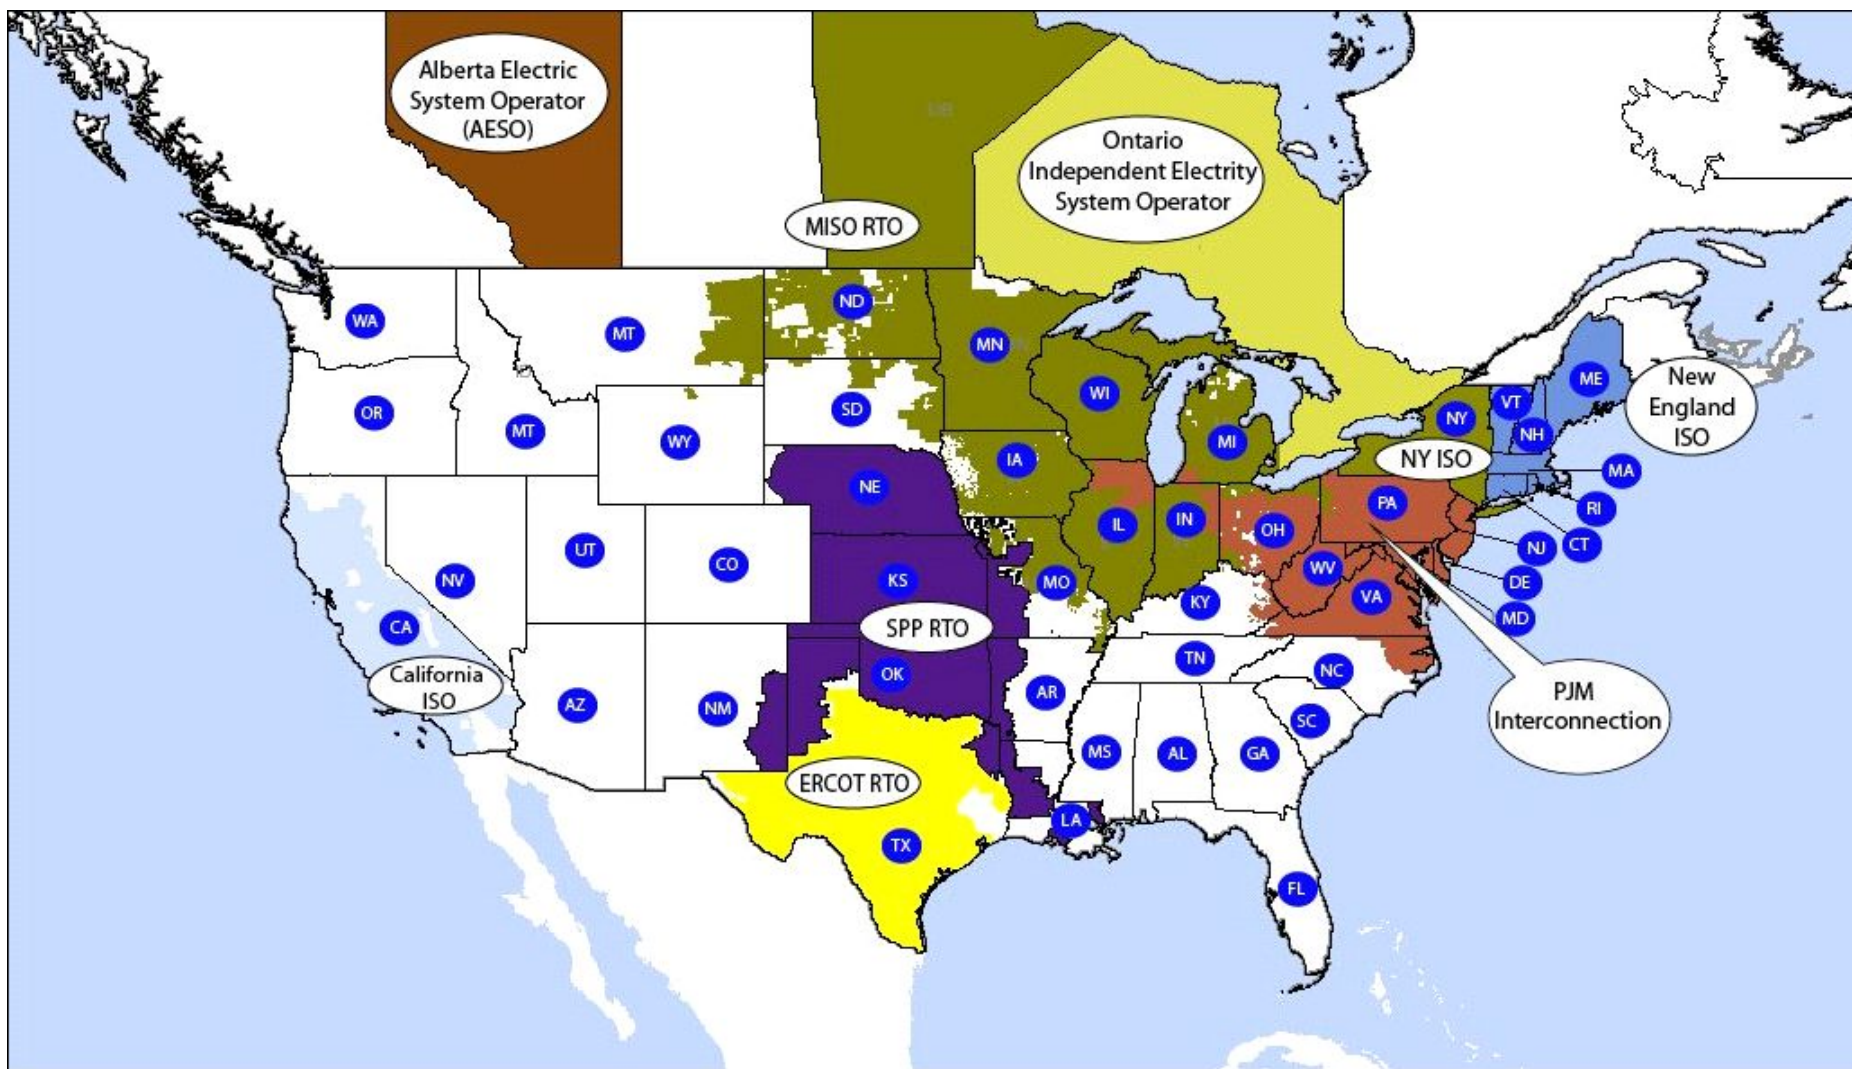 Alberta Electric
System Operator
(AESO)
Ontario
Independent Electrity
System Operator
MISO RTO
ND
WA
MT
MN
ME
WI
New
England
ISO
VT
OR
SD
NY
MT
WY
MI
NH
NY ISO
IA
MA
NE
PA
RI
IL
IN
OH
UT
CO
NJ
CT
NV
KS
MO
WV
DE
KY
VA
CA
SPP RTO
MD
TN
NC
California
ISO
OK
AR
AZ
NM
SC
PJM
Interconnection
MS
AL
GA
ERCOT RTO
LA
TX
FL